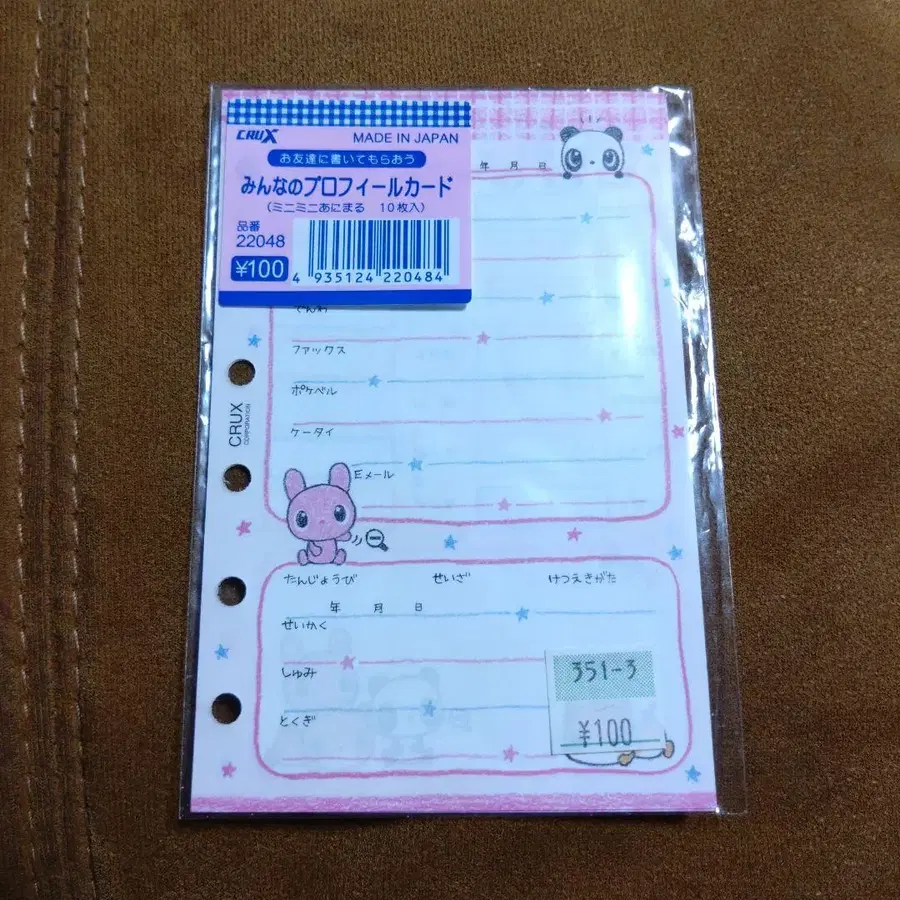 CRUX MADE IN JAPAN
お友達に書いてもらおう
みんなのプロフィールカード
(ミニミニあにまる 10枚入)
品番
22048
¥100
4 935124 220484
年 月 日
でんわ
ファックス
ポケベル
ケータイ
Eメール
CRUX
CORPORATION
たんじょうび せいざ けつえきがた
年 月 日
せいかく
しゅみ
とくぎ
351-3
¥100